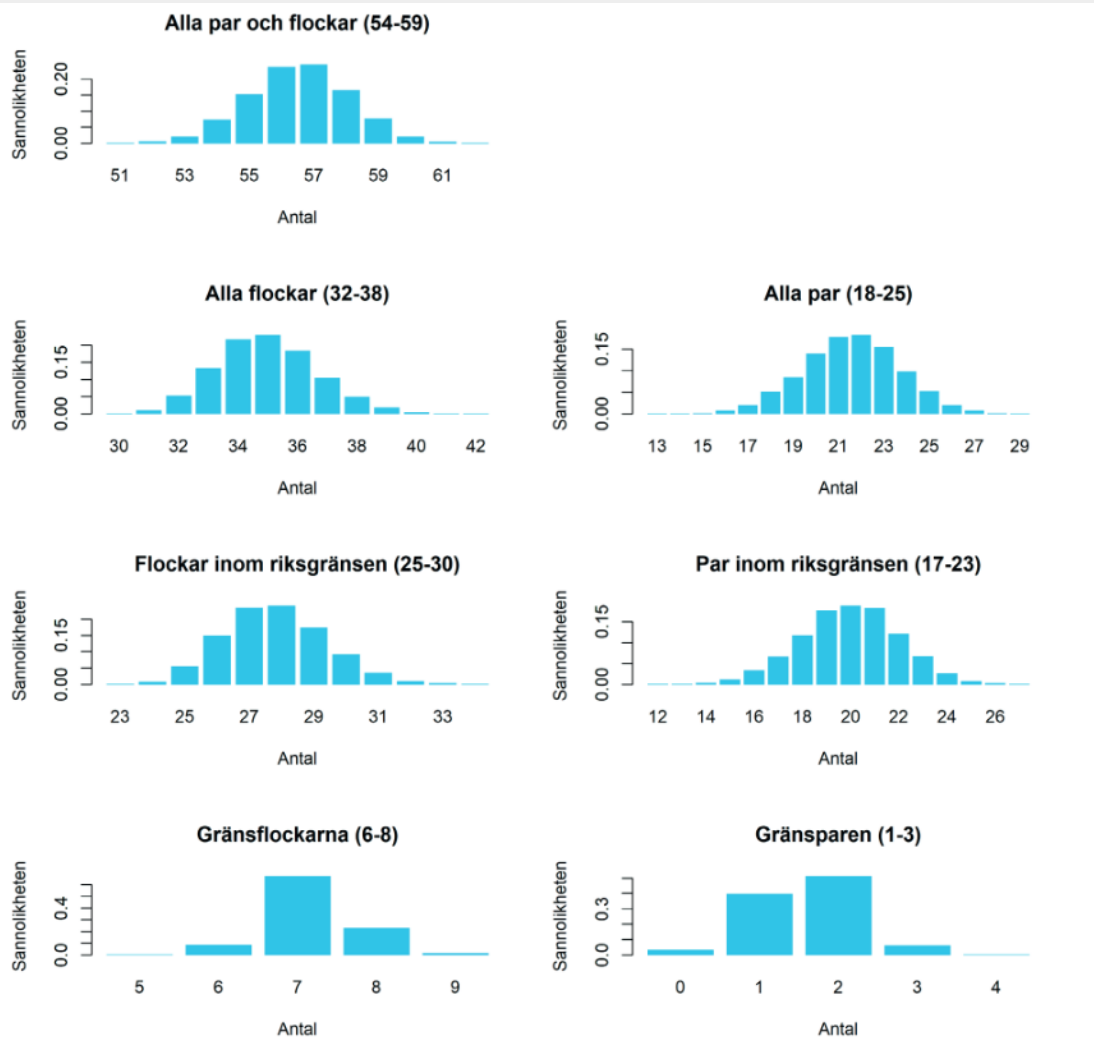 Alla par och flockar (54-59)
Sannolikheten
0.00 0.20
51 53 55 57 59 61
Antal
Alla flockar (32-38)
Sannolikheten
0.00 0.15
30 32 34 36 38 40 42
Antal
Alla par (18-25)
Sannolikheten
0.00 0.15
13 15 17 19 21 23 25 27 29
Antal
Flockar inom riksgränsen (25-30)
Sannolikheten
0.00 0.15
23 25 27 29 31 33
Antal
Par inom riksgränsen (17-23)
Sannolikheten
0.00 0.15
12 14 16 18 20 22 24 26
Antal
Gränsflockarna (6-8)
Sannolikheten
0.0 0.4
5 6 7 8 9
Antal
Gränsparen (1-3)
Sannolikheten
0.0 0.3
0 1 2 3 4
Antal